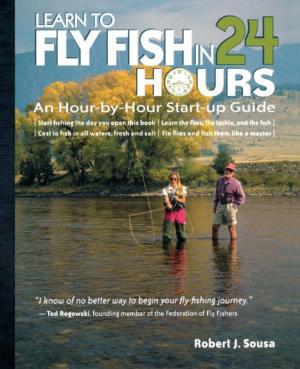 LEARN TO
FLY FISH IN 24
HOURS
An Hour-by-Hour Start-up Guide
| Start fishing the day you open this book | Learn the flies, the tackle, and the fish |
| Cast to fish in all waters, fresh and salt | Tie flies and fish them like a master |
"I know of no better way to begin your fly-fishing journey."
— Ted Rogowski, founding member of the Federation of Fly Fishers
Robert J. Sousa